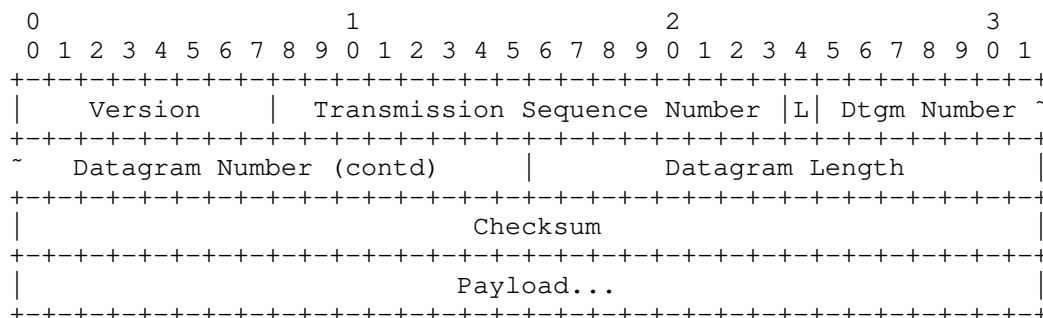 0                   1                   2                   3
0 1 2 3 4 5 6 7 8 9 0 1 2 3 4 5 6 7 8 9 0 1 2 3 4 5 6 7 8 9 0 1
+-+-+-+-+-+-+-+-+-+-+-+-+-+-+-+-+-+-+-+-+-+-+-+-+-+-+-+-+-+-+-+-+
|    Version    |  Transmission Sequence Number |L| Dtgm Number ~
+-+-+-+-+-+-+-+-+-+-+-+-+-+-+-+-+-+-+-+-+-+-+-+-+-+-+-+-+-+-+-+-+
~   Datagram Number (contd)     |        Datagram Length        |
+-+-+-+-+-+-+-+-+-+-+-+-+-+-+-+-+-+-+-+-+-+-+-+-+-+-+-+-+-+-+-+-+
|                            Checksum                           |
+-+-+-+-+-+-+-+-+-+-+-+-+-+-+-+-+-+-+-+-+-+-+-+-+-+-+-+-+-+-+-+-+
|                           Payload...                          |
+-+-+-+-+-+-+-+-+-+-+-+-+-+-+-+-+-+-+-+-+-+-+-+-+-+-+-+-+-+-+-+-+